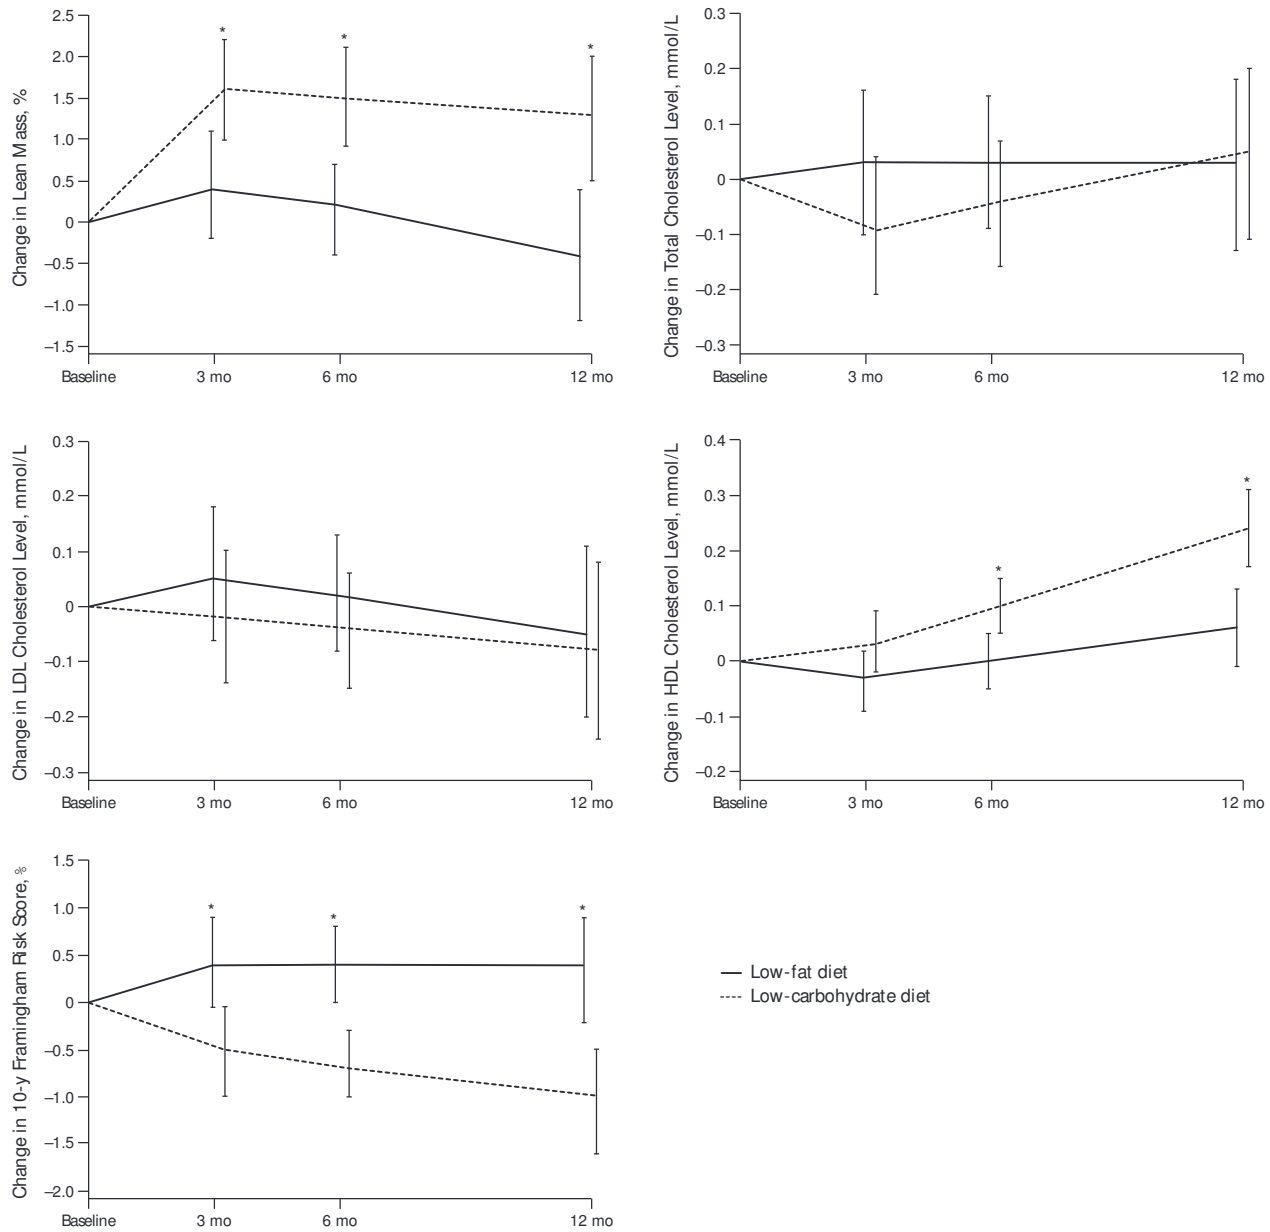 Change in Lean Mass, %
2.5
2.0
1.5
1.0
0.5
0
–0.5
–1.0
–1.5
* * *
Baseline 3 mo 6 mo 12 mo
Change in Total Cholesterol Level, mmol/L
0.3
0.2
0.1
0
–0.1
–0.2
–0.3
Baseline 3 mo 6 mo 12 mo
Change in LDL Cholesterol Level, mmol/L
0.3
0.2
0.1
0
–0.1
–0.2
–0.3
Baseline 3 mo 6 mo 12 mo
Change in HDL Cholesterol Level, mmol/L
0.4
0.3
0.2
0.1
0
–0.1
–0.2
* *
Baseline 3 mo 6 mo 12 mo
Change in 10-y Framingham Risk Score, %
1.5
1.0
0.5
0
–0.5
–1.0
–1.5
–2.0
* * *
Baseline 3 mo 6 mo 12 mo
Low-fat diet
Low-carbohydrate diet